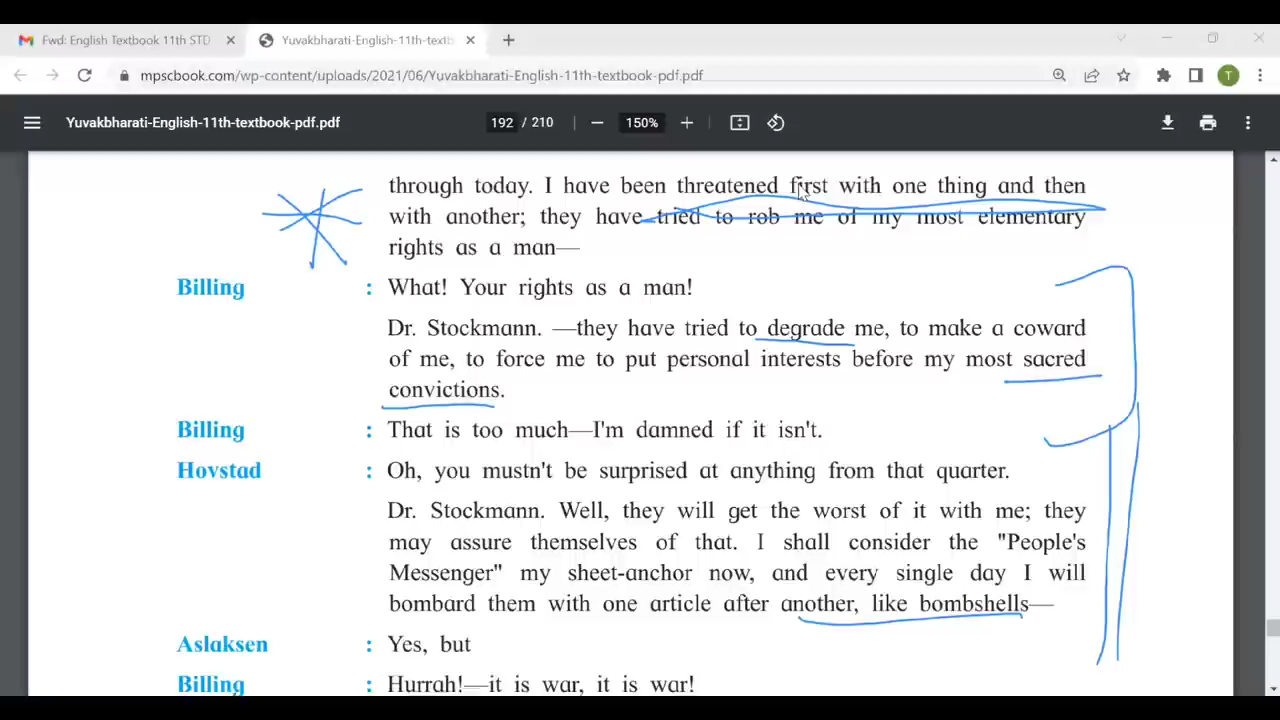 Fwd: English Textbook 11th STD
Yuvakbharati-English-11th-textb
mpscbook.com/wp-content/uploads/2021/06/Yuvakbharati-English-11th-textbook-pdf.pdf
T
Yuvakbharati-English-11th-textbook-pdf.pdf
192 / 210
150%
through today. I have been threatened first with one thing and then
with another; they have tried to rob me of my most elementary
rights as a man—
Billing : What! Your rights as a man!
Dr. Stockmann. —they have tried to degrade me, to make a coward
of me, to force me to put personal interests before my most sacred
convictions.
Billing : That is too much—I'm damned if it isn't.
Hovstad : Oh, you mustn't be surprised at anything from that quarter.
Dr. Stockmann. Well, they will get the worst of it with me; they
may assure themselves of that. I shall consider the "People's
Messenger" my sheet-anchor now, and every single day I will
bombard them with one article after another, like bombshells—
Aslaksen : Yes, but
Billing : Hurrah!—it is war, it is war!